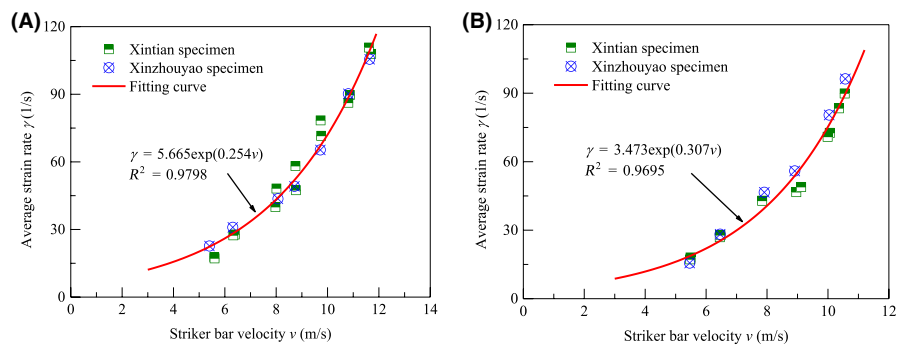 (A)
120
90
60
30
0
Average strain rate γ (1/s)
Xintian specimen
Xinzhouyao specimen
Fitting curve
γ = 5.665exp(0.254v)
R² = 0.9798
0 2 4 6 8 10 12 14
Striker bar velocity v (m/s)
(B)
120
90
60
30
0
Average strain rate γ (1/s)
Xintian specimen
Xinzhouyao specimen
Fitting curve
γ = 3.473exp(0.307v)
R² = 0.9695
0 2 4 6 8 10 12
Striker bar velocity v (m/s)